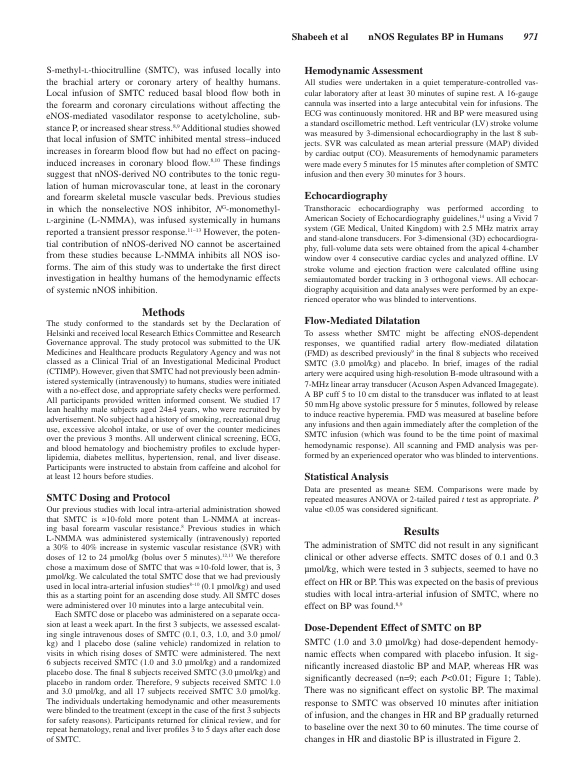 Shabeeh et al nNOS Regulates BP in Humans 971
S-methyl-L-thiocitrulline (SMTC), was infused locally into
the brachial artery or coronary artery of healthy humans.
Local infusion of SMTC reduced basal blood flow both in
the forearm and coronary circulations without affecting the
eNOS-mediated vasodilator response to acetylcholine, sub-
stance P, or increased shear stress.8,9 Additional studies showed
that local infusion of SMTC inhibited mental stress–induced
increases in forearm blood flow but had no effect on pacing-
induced increases in coronary blood flow.8,10 These findings
suggest that nNOS-derived NO contributes to the tonic regu-
lation of human microvascular tone, at least in the coronary
and forearm skeletal muscle vascular beds. Previous studies
in which the nonselective NOS inhibitor, NG-monomethyl-
L-arginine (L-NMMA), was infused systemically in humans
reported a transient pressor response.11–13 However, the poten-
tial contribution of nNOS-derived NO cannot be ascertained
from these studies because L-NMMA inhibits all NOS iso-
forms. The aim of this study was to undertake the first direct
investigation in healthy humans of the hemodynamic effects
of systemic nNOS inhibition.
Methods
The study conformed to the standards set by the Declaration of
Helsinki and received local Research Ethics Committee and Research
Governance approval. The study protocol was submitted to the UK
Medicines and Healthcare products Regulatory Agency and was not
classed as a Clinical Trial of an Investigational Medicinal Product
(CTIMP). However, given that SMTC had not previously been admin-
istered systemically (intravenously) to humans, studies were initiated
with a no-effect dose, and appropriate safety checks were performed.
All participants provided written informed consent. We studied 17
lean healthy male subjects aged 24±4 years, who were recruited by
advertisement. No subject had a history of smoking, recreational drug
use, excessive alcohol intake, or use of over the counter medicines
over the previous 3 months. All underwent clinical screening, ECG,
and blood hematology and biochemistry profiles to exclude hyper-
lipidemia, diabetes mellitus, hypertension, renal, and liver disease.
Participants were instructed to abstain from caffeine and alcohol for
at least 12 hours before studies.
SMTC Dosing and Protocol
Our previous studies with local intra-arterial administration showed
that SMTC is ≈10-fold more potent than L-NMMA at increas-
ing basal forearm vascular resistance.8 Previous studies in which
L-NMMA was administered systemically (intravenously) reported
a 30% to 40% increase in systemic vascular resistance (SVR) with
doses of 12 to 24 μmol/kg (bolus over 5 minutes).12,13 We therefore
chose a maximum dose of SMTC that was ≈10-fold lower, that is, 3
μmol/kg. We calculated the total SMTC dose that we had previously
used in local intra-arterial infusion studies8–10 (0.1 μmol/kg) and used
this as a starting point for an ascending dose study. All SMTC doses
were administered over 10 minutes into a large antecubital vein.
Each SMTC dose or placebo was administered on a separate occa-
sion at least a week apart. In the first 3 subjects, we assessed escalat-
ing single intravenous doses of SMTC (0.1, 0.3, 1.0, and 3.0 μmol/
kg) and 1 placebo dose (saline vehicle) randomized in relation to
visits in which rising doses of SMTC were administered. The next
6 subjects received SMTC (1.0 and 3.0 μmol/kg) and a randomized
placebo dose. The final 8 subjects received SMTC (3.0 μmol/kg) and
placebo in random order. Therefore, 9 subjects received SMTC 1.0
and 3.0 μmol/kg, and all 17 subjects received SMTC 3.0 μmol/kg.
The individuals undertaking hemodynamic and other measurements
were blinded to the treatment (except in the case of the first 3 subjects
for safety reasons). Participants returned for clinical review, and for
repeat hematology, renal and liver profiles 3 to 5 days after each dose
of SMTC.
Hemodynamic Assessment
All studies were undertaken in a quiet temperature-controlled vas-
cular laboratory after at least 30 minutes of supine rest. A 16-gauge
cannula was inserted into a large antecubital vein for infusions. The
ECG was continuously monitored. HR and BP were measured using
a standard oscillometric method. Left ventricular (LV) stroke volume
was measured by 3-dimensional echocardiography in the last 8 sub-
jects. SVR was calculated as mean arterial pressure (MAP) divided
by cardiac output (CO). Measurements of hemodynamic parameters
were made every 5 minutes for 15 minutes after completion of SMTC
infusion and then every 30 minutes for 3 hours.
Echocardiography
Transthoracic echocardiography was performed according to
American Society of Echocardiography guidelines,14 using a Vivid 7
system (GE Medical, United Kingdom) with 2.5 MHz matrix array
and stand-alone transducers. For 3-dimensional (3D) echocardiogra-
phy, full-volume data sets were obtained from the apical 4-chamber
window over 4 consecutive cardiac cycles and analyzed offline. LV
stroke volume and ejection fraction were calculated offline using
semiautomated border tracking in 3 orthogonal views. All echocar-
diography acquisition and data analyses were performed by an expe-
rienced operator who was blinded to interventions.
Flow-Mediated Dilatation
To assess whether SMTC might be affecting eNOS-dependent
responses, we quantified radial artery flow-mediated dilatation
(FMD) as described previously9 in the final 8 subjects who received
SMTC (3.0 μmol/kg) and placebo. In brief, images of the radial
artery were acquired using high-resolution B-mode ultrasound with a
7-MHz linear array transducer (Acuson Aspen Advanced Imagegate).
A BP cuff 5 to 10 cm distal to the transducer was inflated to at least
50 mm Hg above systolic pressure for 5 minutes, followed by release
to induce reactive hyperemia. FMD was measured at baseline before
any infusions and then again immediately after the completion of the
SMTC infusion (which was found to be the time point of maximal
hemodynamic response). All scanning and FMD analysis was per-
formed by an experienced operator who was blinded to interventions.
Statistical Analysis
Data are presented as mean± SEM. Comparisons were made by
repeated measures ANOVA or 2-tailed paired t test as appropriate. P
value <0.05 was considered significant.
Results
The administration of SMTC did not result in any significant
clinical or other adverse effects. SMTC doses of 0.1 and 0.3
μmol/kg, which were tested in 3 subjects, seemed to have no
effect on HR or BP. This was expected on the basis of previous
studies with local intra-arterial infusion of SMTC, where no
effect on BP was found.8,9
Dose-Dependent Effect of SMTC on BP
SMTC (1.0 and 3.0 μmol/kg) had dose-dependent hemody-
namic effects when compared with placebo infusion. It sig-
nificantly increased diastolic BP and MAP, whereas HR was
significantly decreased (n=9; each P<0.01; Figure 1; Table).
There was no significant effect on systolic BP. The maximal
response to SMTC was observed 10 minutes after initiation
of infusion, and the changes in HR and BP gradually returned
to baseline over the next 30 to 60 minutes. The time course of
changes in HR and diastolic BP is illustrated in Figure 2.